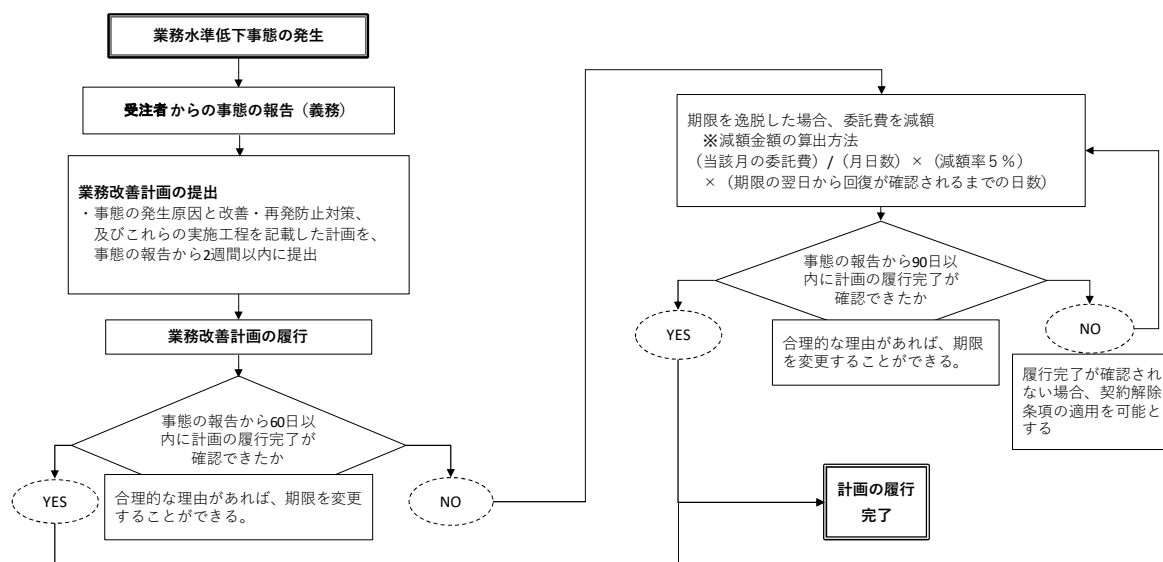 業務水準低下事態の発生
受注者からの事態の報告（義務）
業務改善計画の提出
・事態の発生原因と改善・再発防止対策、
及びこれらの実施工程を記載した計画を、
事態の報告から2週間以内に提出
業務改善計画の履行
事態の報告から60日以
内に計画の履行完了が
確認できたか
YES
合理的な理由があれば、期限を変更
することができる。
NO
期限を逸脱した場合、委託費を減額
※減額金額の算出方法
（当該月の委託費）/（月日数）×（減額率５％）
×（期限の翌日から回復が確認されるまでの日数）
事態の報告から90日以
内に計画の履行完了が
確認できたか
YES
合理的な理由があれば、期限
を変更することができる。
NO
履行完了が確認され
ない場合、契約解除
条項の適用を可能と
する
計画の履行
完了